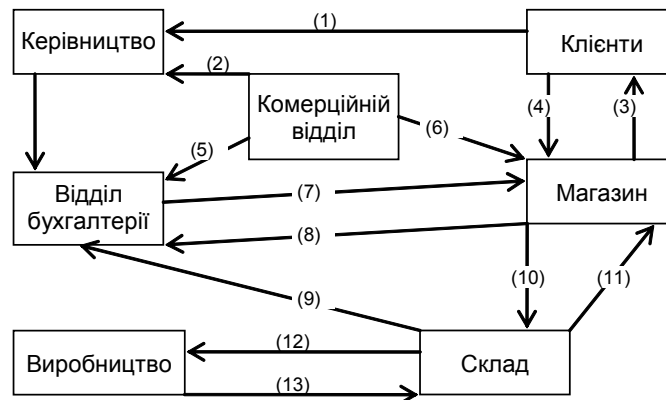 (1)
Керівництво
Клієнти
(2)
Комерційній
відділ
(4)
(3)
(6)
(5)
Відділ
бухгалтерії
(7)
Магазин
(8)
(10)
(11)
(9)
Виробництво
(12)
Склад
(13)